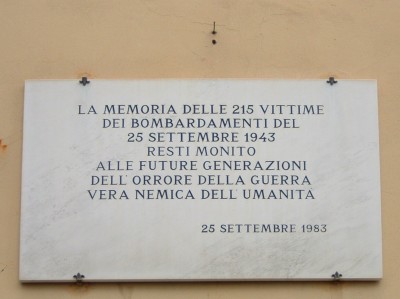 LA MEMORIA DELLE 215 VITTIME
DEI BOMBARDAMENTI DEL
25 SETTEMBRE 1943
RESTI MONITO
ALLE FUTURE GENERAZIONI
DELL'ORRORE DELLA GUERRA
VERA NEMICA DELL'UMANITÀ
25 SETTEMBRE 1983